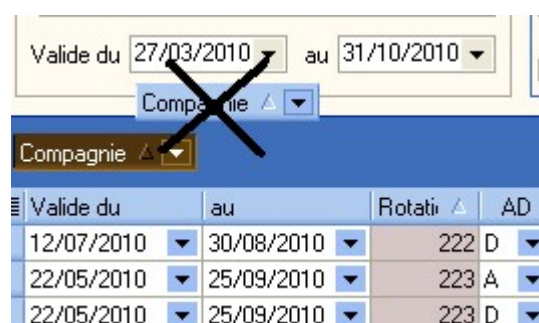 Valide du 27/03/2010 au 31/10/2010
Compagnie
Compagnie
Valide du au Rotati AD
12/07/2010 30/08/2010 222 D
22/05/2010 25/09/2010 223 A
22/05/2010 25/09/2010 223 D